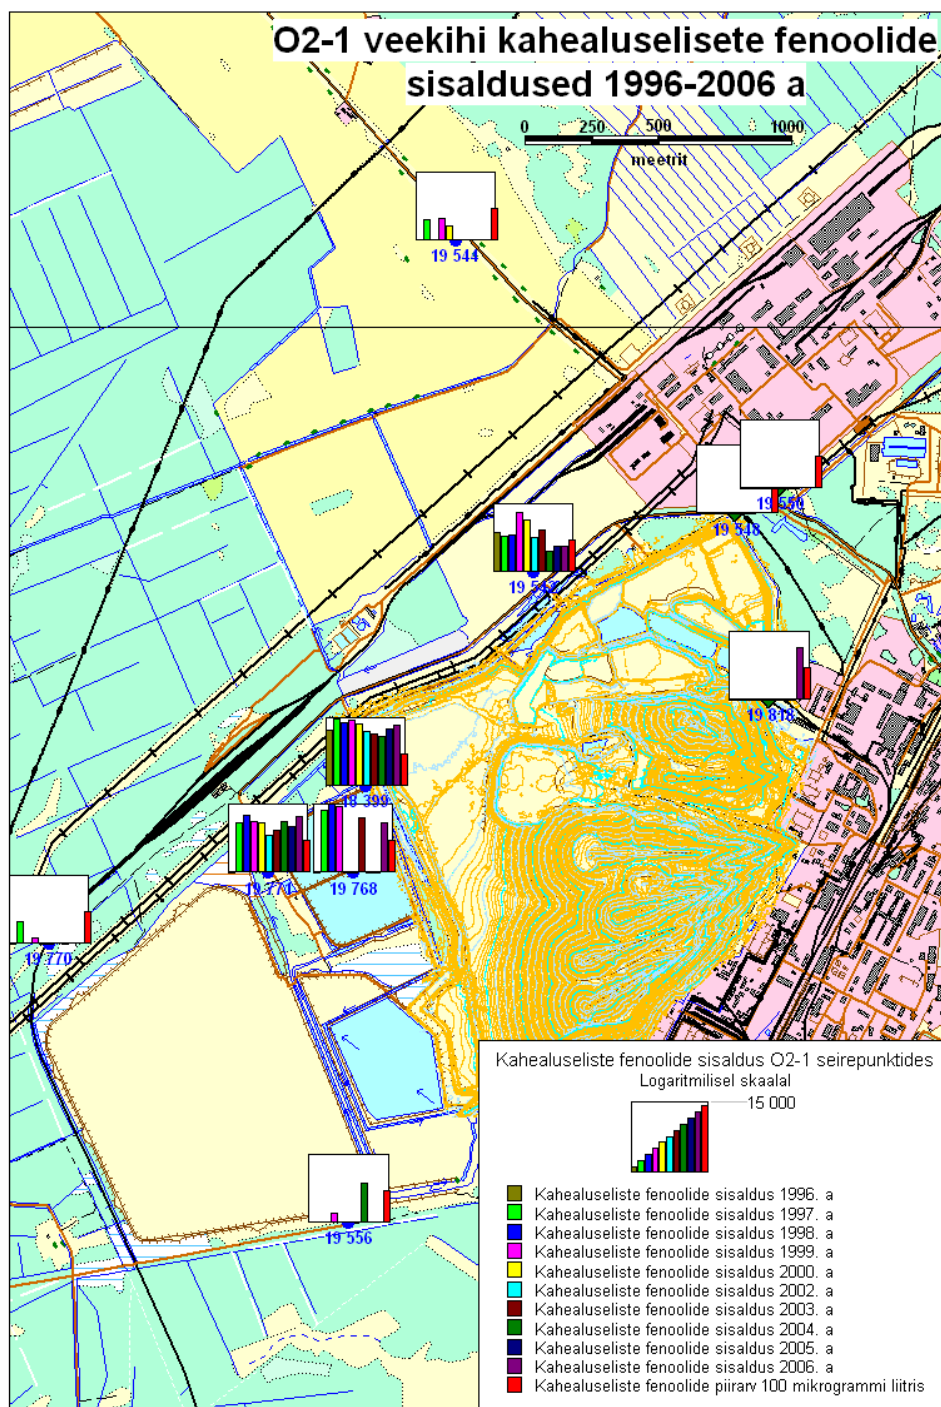 O2-1 veekihi kahealuselisete fenoolide
sisaldused 1996-2006 a
0 250 500 1000
meetrit
19 544
19 550
19 548
19 818
18 399
19 771
19 768
19 770
19 556
Kahealuseliste fenoolide sisaldus O2-1 seirepunktides
Logaritmilisel skaalal
15 000
Kahealuseliste fenoolide sisaldus 1996. a
Kahealuseliste fenoolide sisaldus 1997. a
Kahealuseliste fenoolide sisaldus 1998. a
Kahealuseliste fenoolide sisaldus 1999. a
Kahealuseliste fenoolide sisaldus 2000. a
Kahealuseliste fenoolide sisaldus 2002. a
Kahealuseliste fenoolide sisaldus 2003. a
Kahealuseliste fenoolide sisaldus 2004. a
Kahealuseliste fenoolide sisaldus 2005. a
Kahealuseliste fenoolide sisaldus 2006. a
Kahealuseliste fenoolide piirarv 100 mikrogrammi liitris